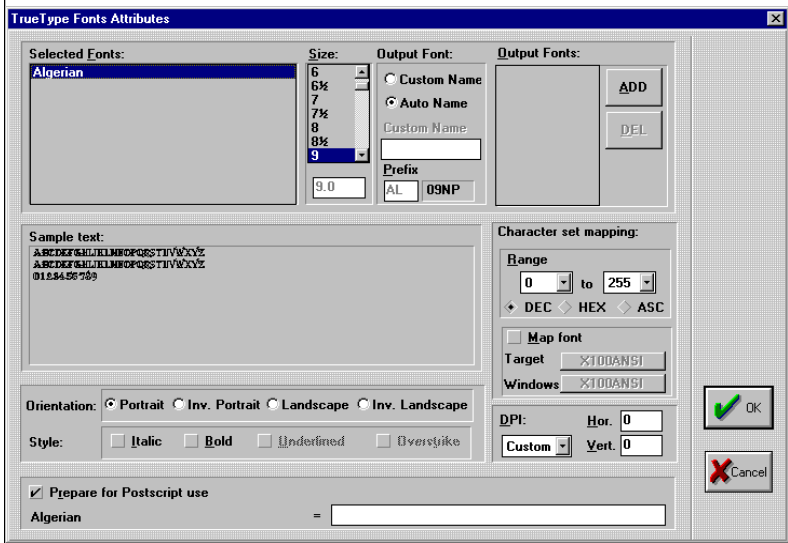 TrueType Fonts Attributes
Selected Fonts:
Algerian
Size:
6
6½
7
7½
8
8½
9
9.0
Output Font:
Custom Name
Auto Name
Custom Name
Prefix
AL 09NP
Output Fonts:
ADD
DEL
Sample text:
ABCDEFGHIJKLMNOPQRSTUVWXYZ
ABCDEFGHIJKLMNOPQRSTUVWXYZ
0123456789
Character set mapping:
Range
0 to 255
DEC HEX ASC
Map font
Target X100ANSI
Windows X100ANSI
Orientation: Portrait Inv. Portrait Landscape Inv. Landscape
Style: Italic Bold Underlined Overstrike
DPI: Hor. 0
Custom Vert. 0
OK
Cancel
Prepare for Postscript use
Algerian =